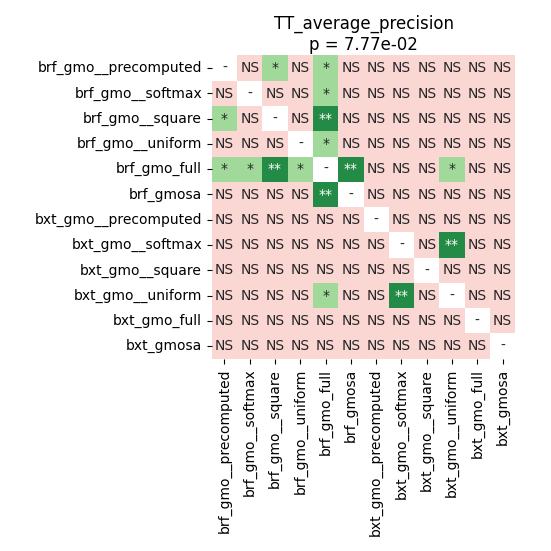 TT_average_precision
p = 7.77e-02
brf_gmo__precomputed - NS * NS * NS NS NS NS NS NS NS
brf_gmo__softmax NS - NS NS * NS NS NS NS NS NS NS
brf_gmo__square * NS - NS ** NS NS NS NS NS NS NS
brf_gmo__uniform NS NS NS - * NS NS NS NS NS NS NS
brf_gmo_full * * ** * - ** NS NS NS * NS NS
brf_gmosa NS NS NS NS ** - NS NS NS NS NS NS
bxt_gmo__precomputed NS NS NS NS NS NS - NS NS NS NS NS
bxt_gmo__softmax NS NS NS NS NS NS NS - NS ** NS NS
bxt_gmo__square NS NS NS NS NS NS NS NS - NS NS NS
bxt_gmo__uniform NS NS NS NS * NS NS ** NS - NS NS
bxt_gmo_full NS NS NS NS NS NS NS NS NS NS - NS
bxt_gmosa NS NS NS NS NS NS NS NS NS NS NS -
brf_gmo__precomputed
brf_gmo__softmax
brf_gmo__square
brf_gmo__uniform
brf_gmo_full
brf_gmosa
bxt_gmo__precomputed
bxt_gmo__softmax
bxt_gmo__square
bxt_gmo__uniform
bxt_gmo_full
bxt_gmosa